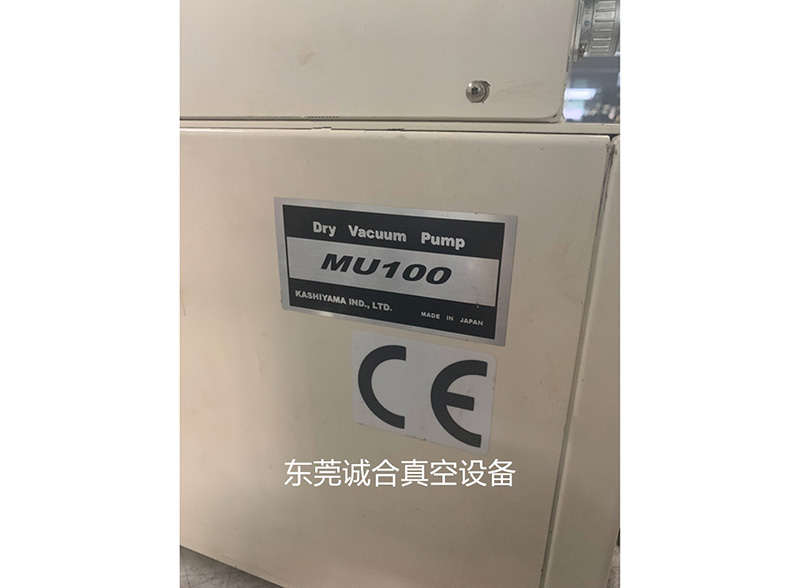 Dry Vacuum Pump
MU100
KASHIYAMA IND., LTD.
MADE IN JAPAN
CE
东莞诚合真空设备